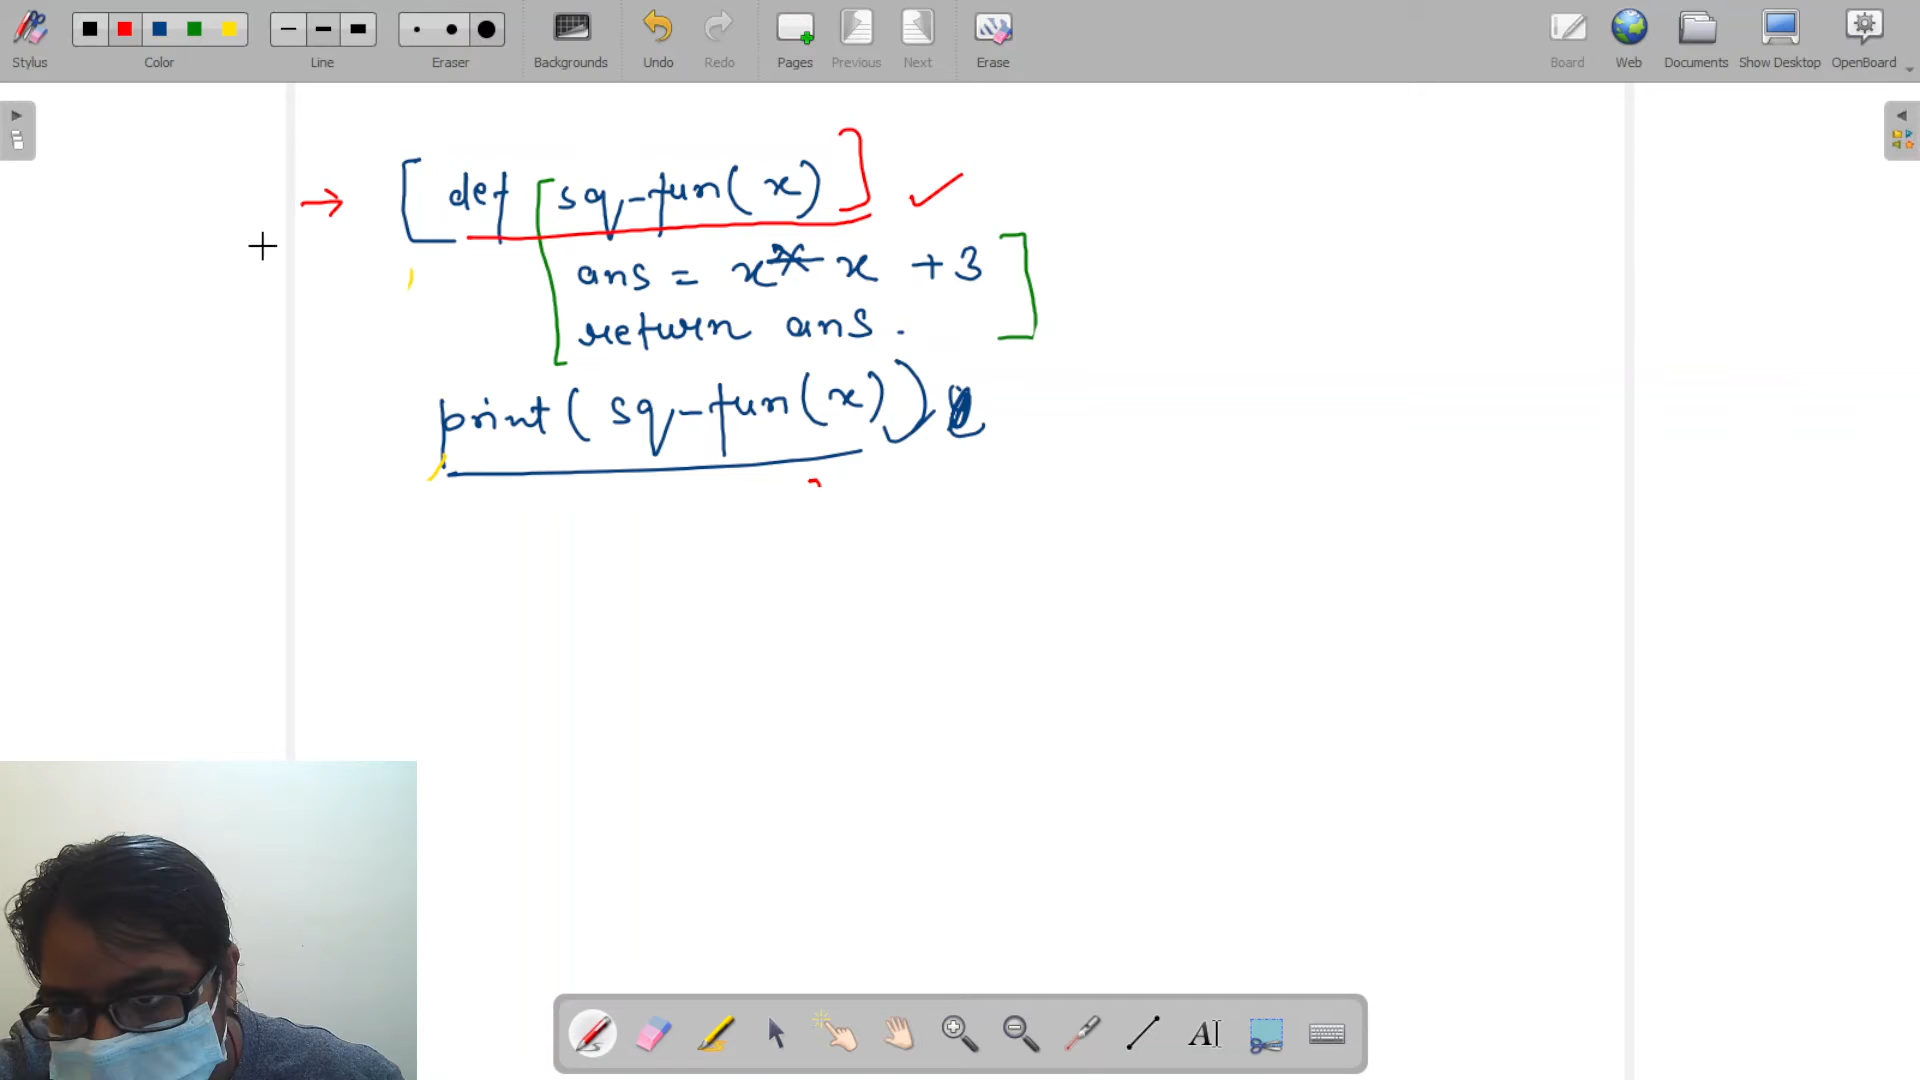 Stylus Color Line Eraser Backgrounds Undo Redo Pages Previous Next Erase Board Web Documents Show Desktop OpenBoard
def sq-fun(x)
ans = x * x + 3
return ans.
print(sq-fun(x))